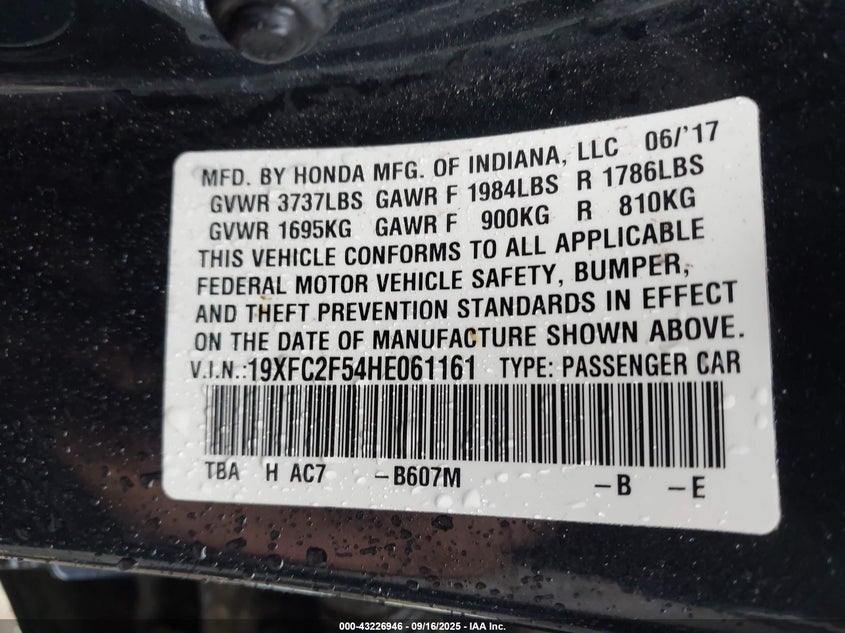 MFD. BY HONDA MFG. OF INDIANA, LLC 06/'17
GVWR 3737LBS GAWR F 1984LBS R 1786LBS
GVWR 1695KG GAWR F 900KG R 810KG
THIS VEHICLE CONFORMS TO ALL APPLICABLE
FEDERAL MOTOR VEHICLE SAFETY, BUMPER,
AND THEFT PREVENTION STANDARDS IN EFFECT
ON THE DATE OF MANUFACTURE SHOWN ABOVE.
V.I.N.:19XFC2F54HE061161 TYPE: PASSENGER CAR
TBA H AC7 –B607M –B –E
000-43226946 - 09/16/2025 - IAA Inc.